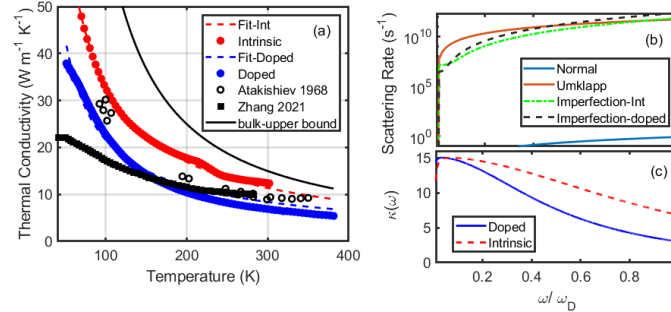 (a)
Thermal Conductivity (W m⁻¹ K⁻¹)
50
40
30
20
10
0
100
200
300
400
Temperature (K)
Fit-Int
Intrinsic
Fit-Doped
Doped
Atakishiev 1968
Zhang 2021
bulk-upper bound
(b)
Scattering Rate (s⁻¹)
10¹⁰
10⁵
10⁰
Normal
Umklapp
Imperfection-Int
Imperfection-doped
(c)
κ(ω)
15
10
5
0
Doped
Intrinsic
0.2
0.4
0.6
0.8
ω/ ω_D